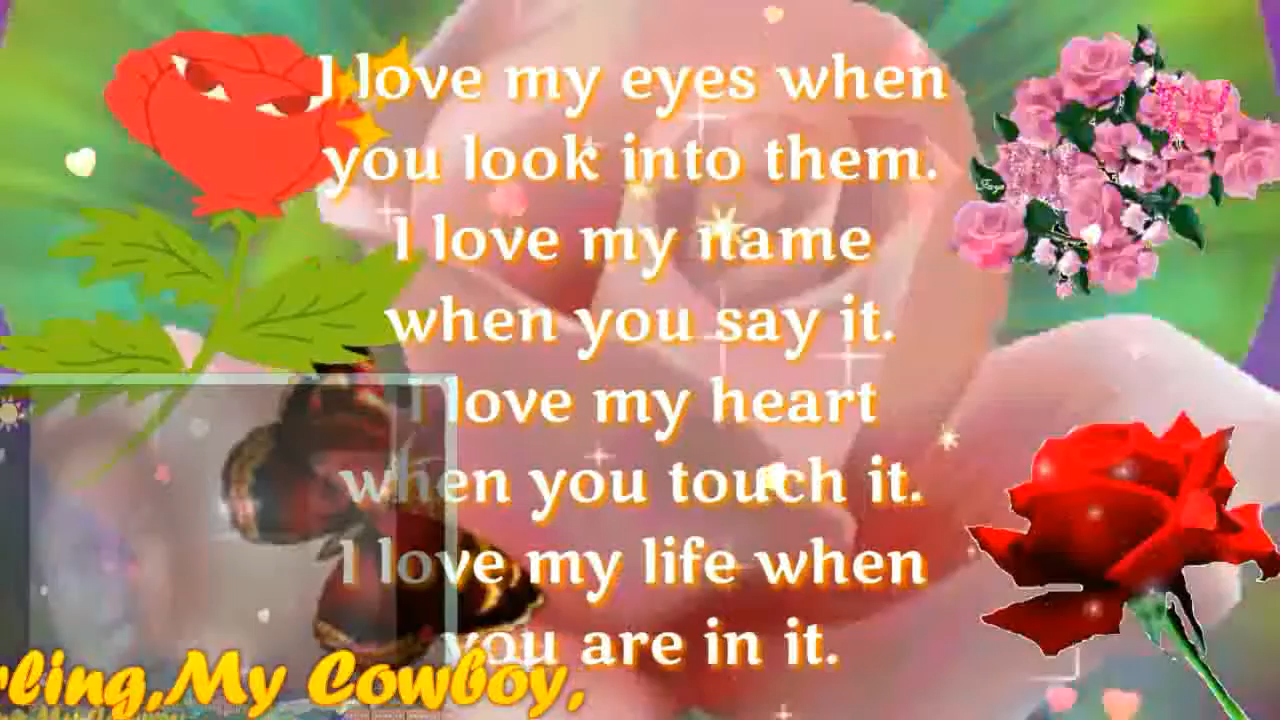 I love my eyes when
you look into them.
I love my name
when you say it.
I love my heart
when you touch it.
I love my life when
you are in it.
rling,My Cowboy,